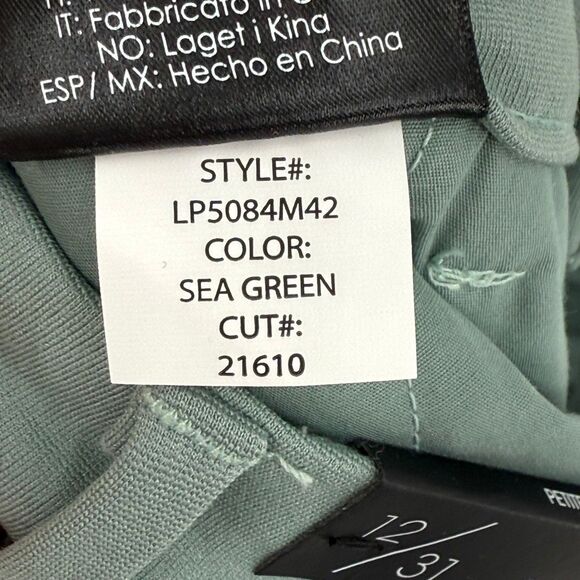 IT: Fabbricato in
NO: Laget i Kina
ESP/ MX: Hecho en China
STYLE#:
LP5084M42
COLOR:
SEA GREEN
CUT#:
21610
12/31